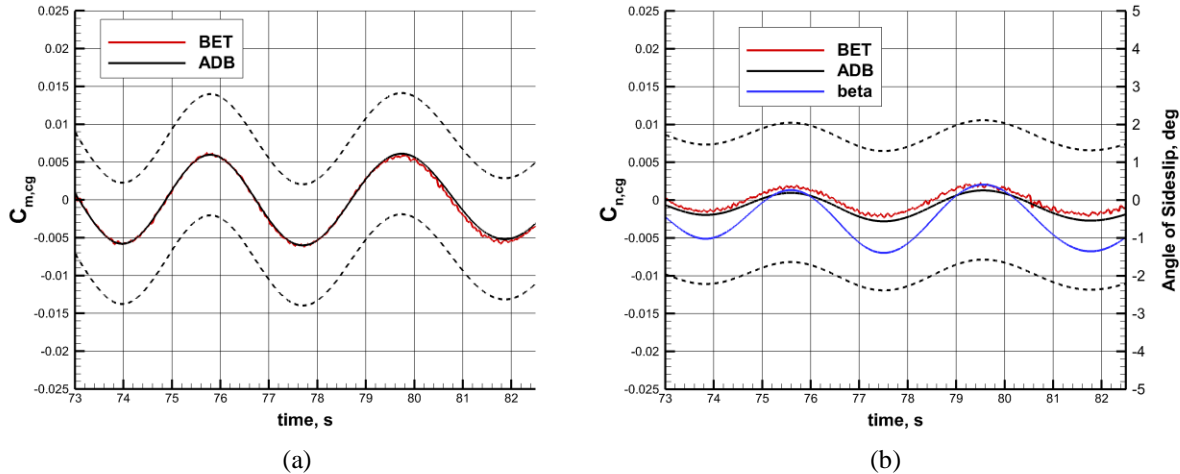 BET
ADB
0.025
0.02
0.015
0.01
0.005
0
-0.005
-0.01
-0.015
-0.02
-0.025
C_{m,cg}
73 74 75 76 77 78 79 80 81 82
time, s
(a)
BET
ADB
beta
0.025
0.02
0.015
0.01
0.005
0
-0.005
-0.01
-0.015
-0.02
-0.025
C_{n,cg}
5
4
3
2
1
0
-1
-2
-3
-4
-5
Angle of Sideslip, deg
73 74 75 76 77 78 79 80 81 82
time, s
(b)